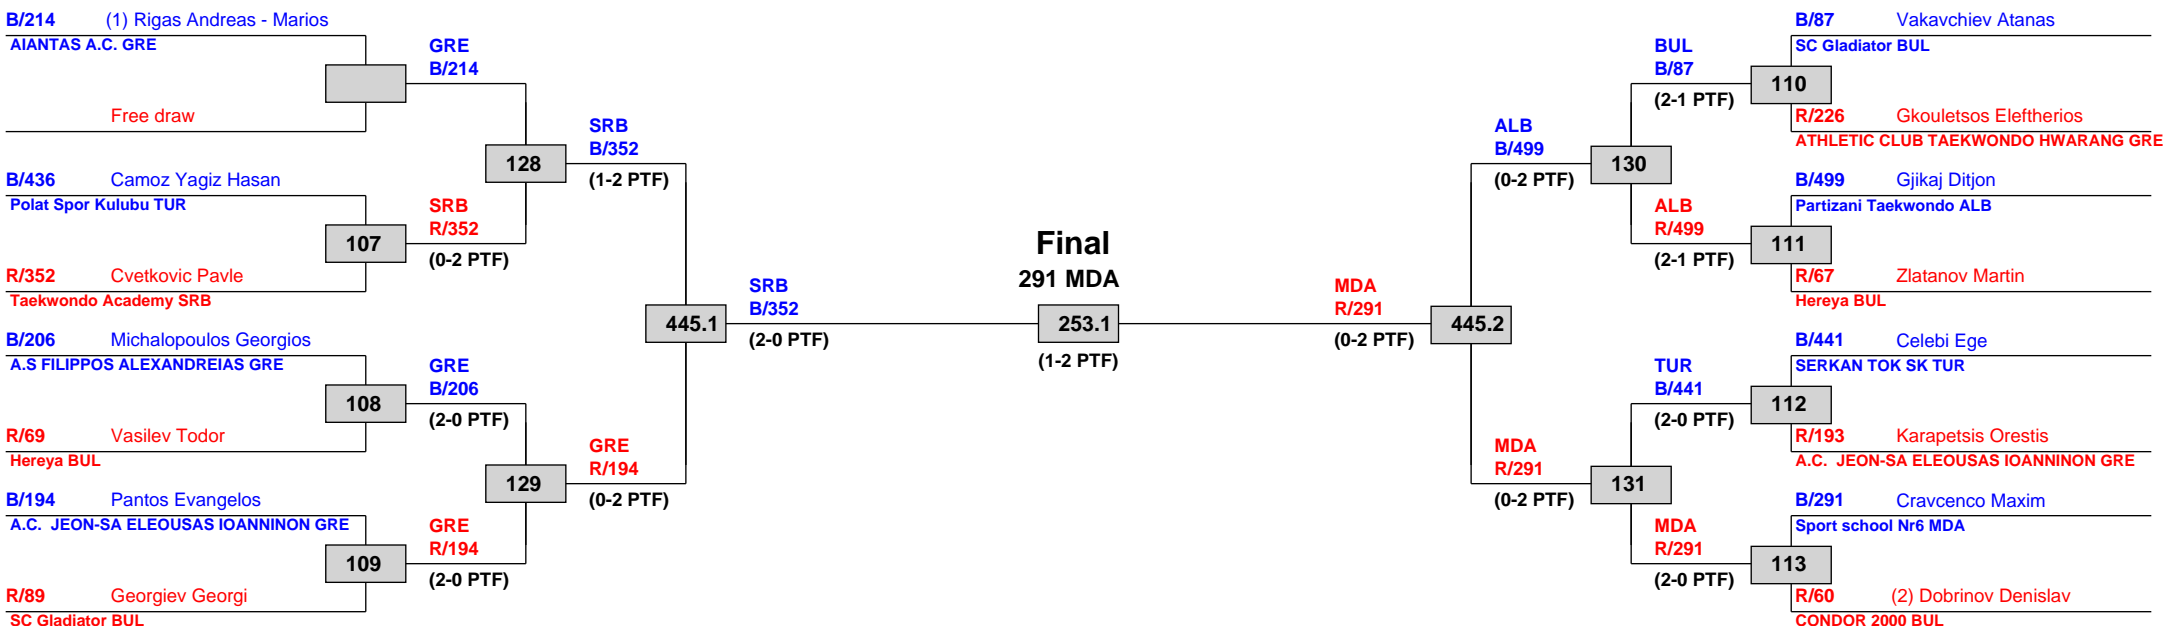 B/214 (1) Rigas Andreas - Marios
AIANTAS A.C. GRE
Free draw
B/436 Camoz Yagiz Hasan
Polat Spor Kulubu TUR
107
R/352 Cvetkovic Pavle
Taekwondo Academy SRB
B/206 Michalopoulos Georgios
A.S FILIPPOS ALEXANDREIAS GRE
108
R/69 Vasilev Todor
Hereya BUL
B/194 Pantos Evangelos
A.C. JEON-SA ELEOUSAS IOANNINON GRE
109
R/89 Georgiev Georgi
SC Gladiator BUL
GRE
B/214
128
SRB
R/352
(0-2 PTF)
GRE
B/206
(2-0 PTF)
129
GRE
R/194
(2-0 PTF)
SRB
B/352
(1-2 PTF)
445.1
GRE
R/194
(0-2 PTF)
SRB
B/352
(2-0 PTF)
Final
291 MDA
253.1
(1-2 PTF)
MDA
R/291
(0-2 PTF)
ALB
B/499
(0-2 PTF)
445.2
MDA
R/291
(0-2 PTF)
BUL
B/87
(2-1 PTF)
130
ALB
R/499
(2-1 PTF)
TUR
B/441
(2-0 PTF)
131
MDA
R/291
(2-0 PTF)
B/87 Vakavchiev Atanas
SC Gladiator BUL
110
R/226 Gkouletsos Eleftherios
ATHLETIC CLUB TAEKWONDO HWARANG GRE
B/499 Gjikaj Ditjon
Partizani Taekwondo ALB
111
R/67 Zlatanov Martin
Hereya BUL
B/441 Celebi Ege
SERKAN TOK SK TUR
112
R/193 Karapetsis Orestis
A.C. JEON-SA ELEOUSAS IOANNINON GRE
B/291 Cravcenco Maxim
Sport school Nr6 MDA
113
R/60 (2) Dobrinov Denislav
CONDOR 2000 BUL